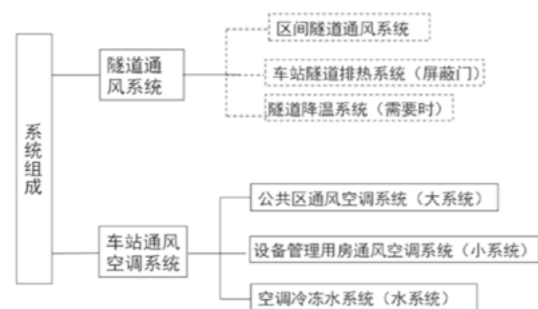 系统组成
隧道通
风系统
区间隧道通风系统
车站隧道排热系统（屏蔽门）
隧道降温系统（需要时）
车站通风
空调系统
公共区通风空调系统（大系统）
设备管理用房通风空调系统（小系统）
空调冷冻水系统（水系统）